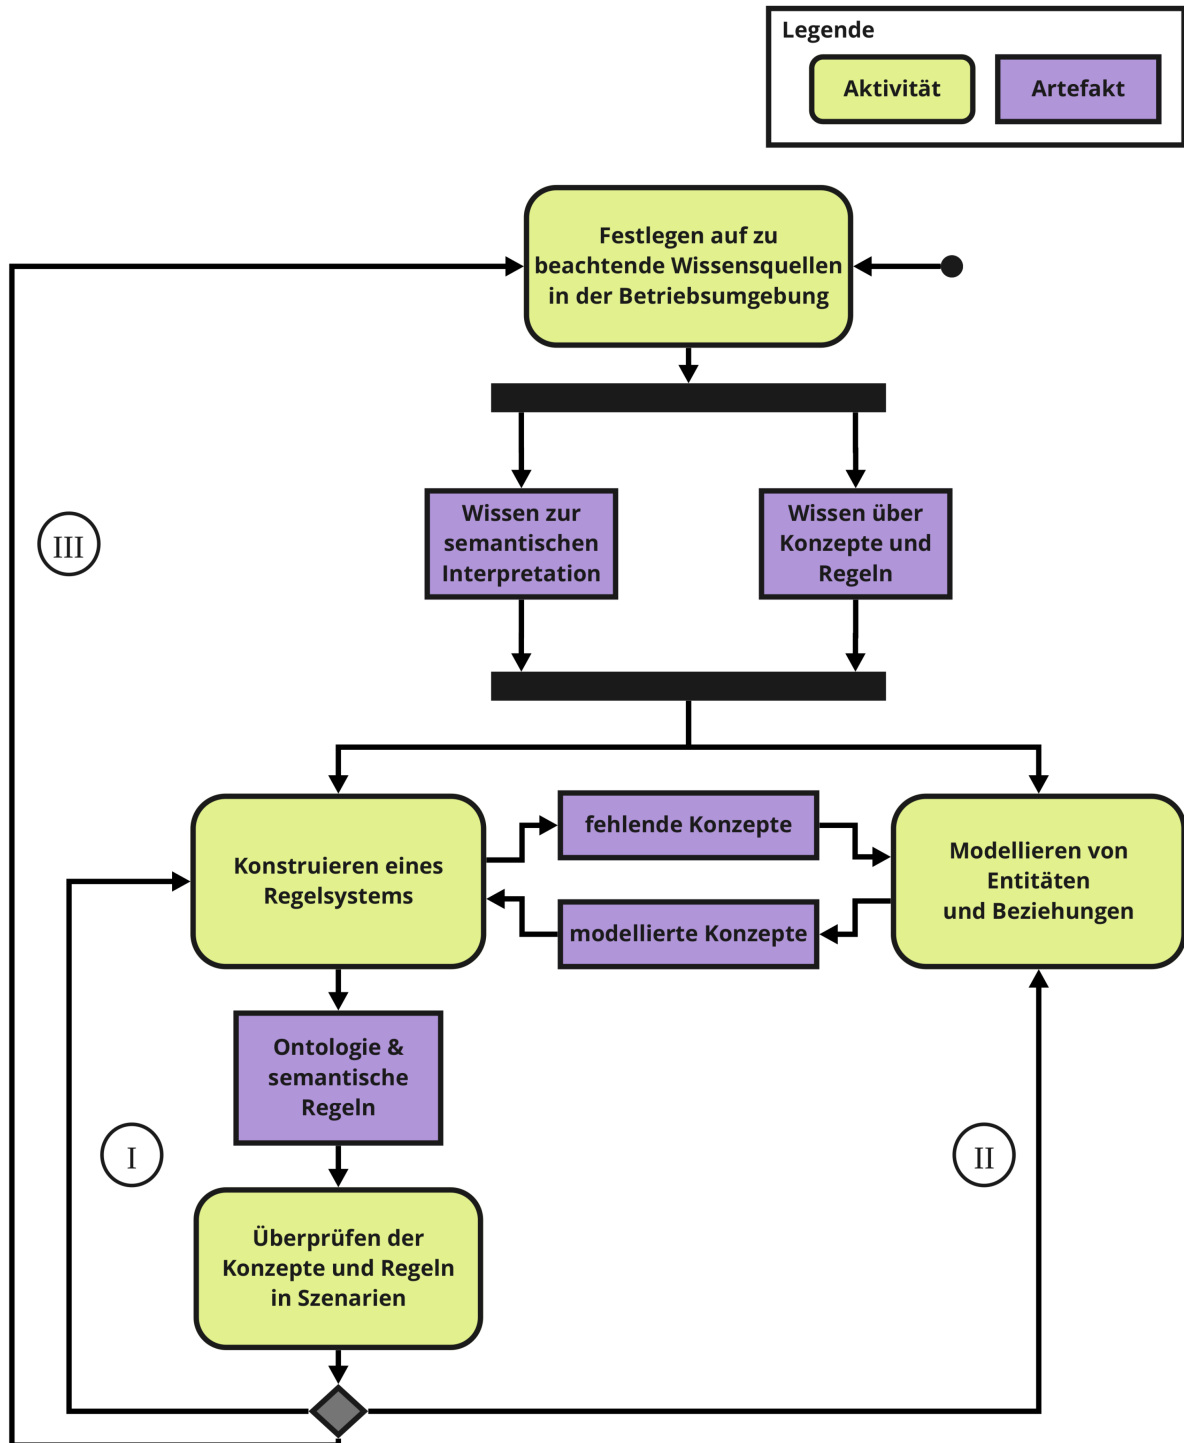 Legende
Aktivität
Artefakt
Festlegen auf zu
beachtende Wissensquellen
in der Betriebsumgebung
III
Wissen zur
semantischen
Interpretation
Wissen über
Konzepte und
Regeln
Konstruieren eines
Regelsystems
fehlende Konzepte
modellierte Konzepte
Modellieren von
Entitäten
und Beziehungen
Ontologie &
semantische
Regeln
I
II
Überprüfen der
Konzepte und Regeln
in Szenarien